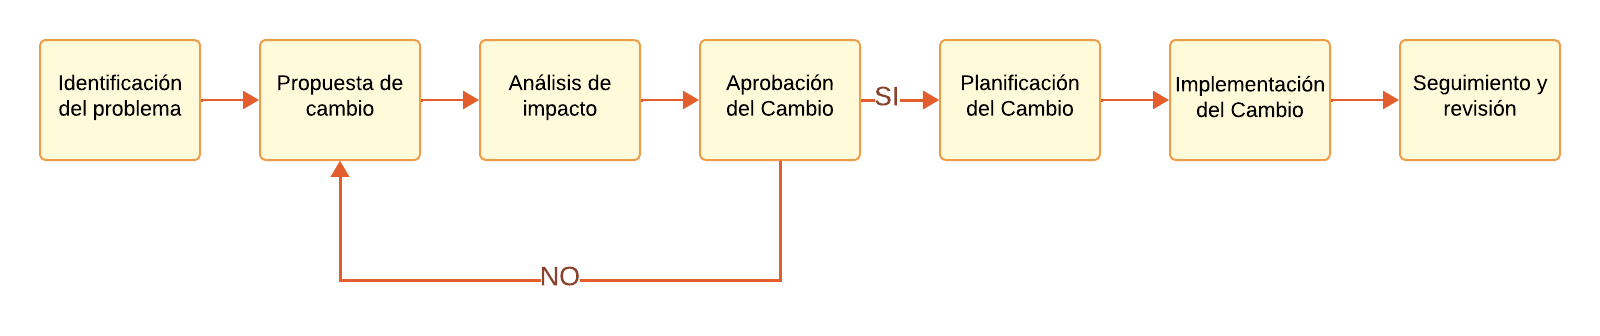 Identificación
del problema
Propuesta de
cambio
Análisis de
impacto
Aprobación
del Cambio
SI
Planificación
del Cambio
Implementación
del Cambio
Seguimiento y
revisión
NO